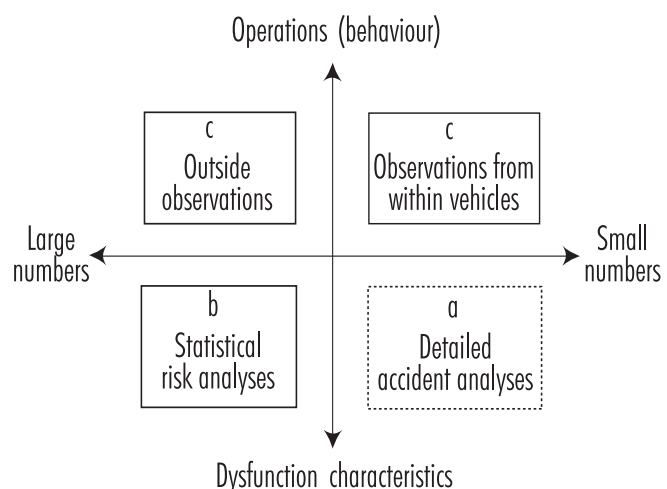 Operations (behaviour)
c
Outside
observations
c
Observations from
within vehicles
Large
numbers
Small
numbers
b
Statistical
risk analyses
a
Detailed
accident analyses
Dysfunction characteristics